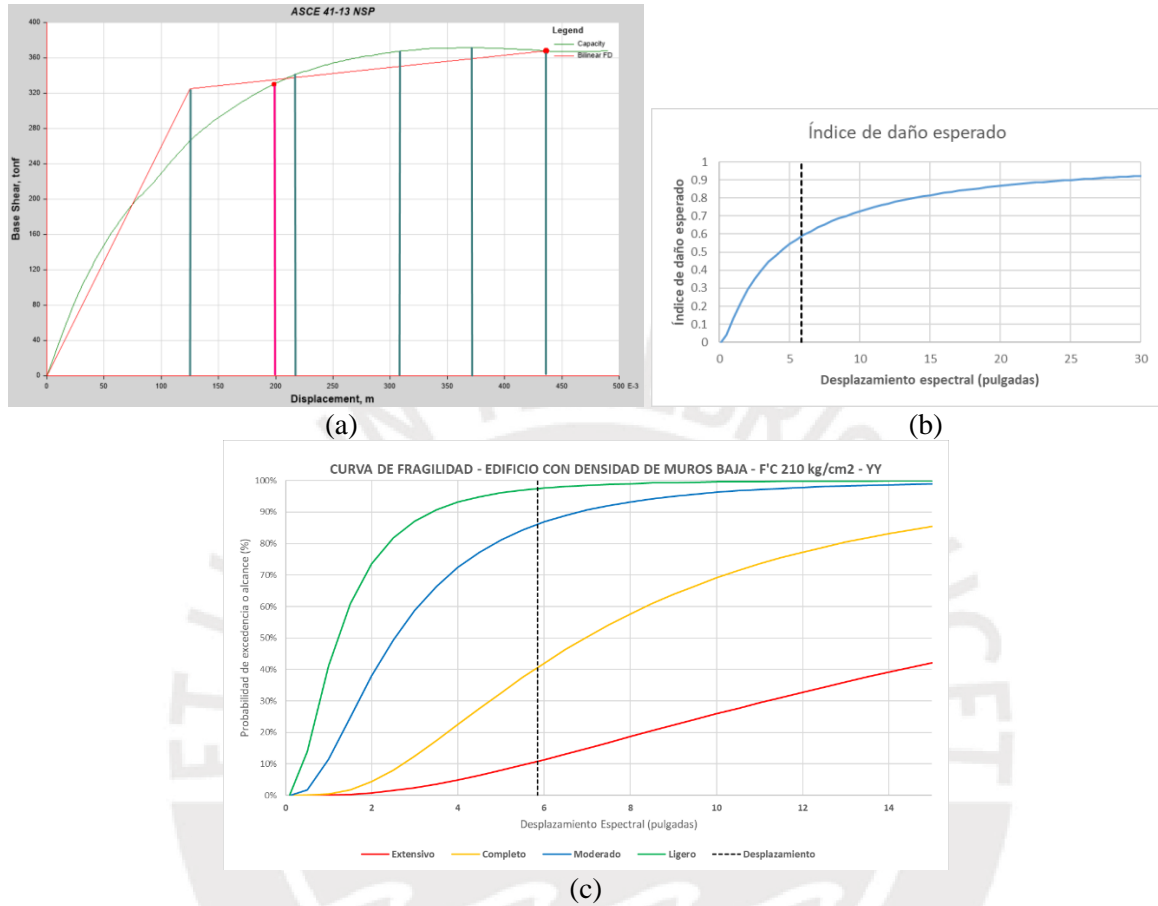 ASCE 41-13 NSP
Legend
Capacity
Bilinear FD
Base Shear, tonf
400
360
320
280
240
200
160
120
80
40
0
0 50 100 150 200 250 300 350 400 450 500 E-3
Displacement, m
(a)
Índice de daño esperado
Índice de daño esperado
1
0.9
0.8
0.7
0.6
0.5
0.4
0.3
0.2
0.1
0
0 5 10 15 20 25 30
Desplazamiento espectral (pulgadas)
(b)
CURVA DE FRAGILIDAD - EDIFICIO CON DENSIDAD DE MUROS BAJA - F'C 210 kg/cm2 - YY
Probabilidad de excedencia o alcance (%)
100%
90%
80%
70%
60%
50%
40%
30%
20%
10%
0%
0 2 4 6 8 10 12 14
Desplazamiento Espectral (pulgadas)
Extensivo Completo Moderado Ligero Desplazamiento
(c)